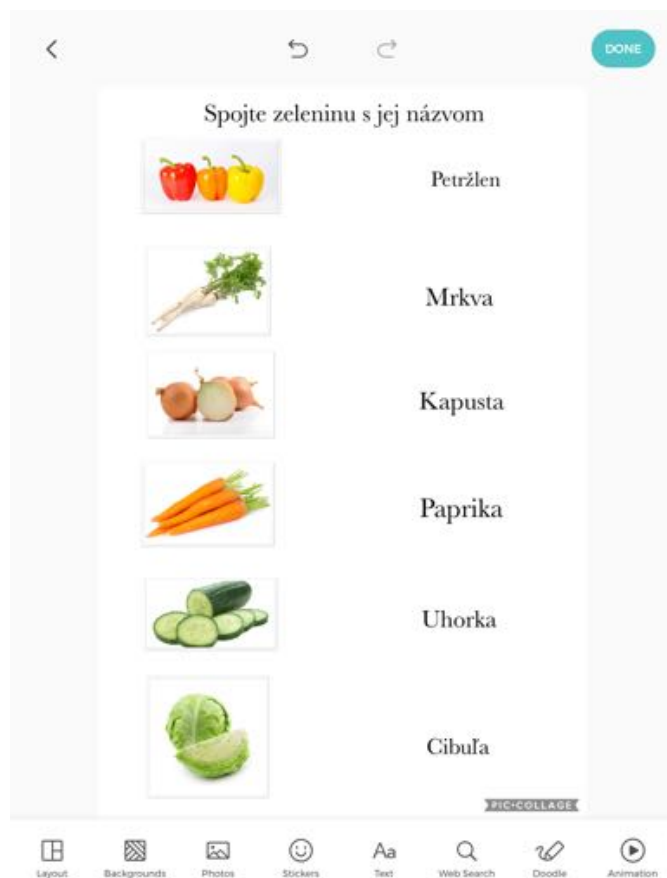 DONE
Spojte zeleninu s jej názvom
Petržlen
Mrkva
Kapusta
Paprika
Uhorka
Cibuľa
PIC•COLLAGE
Layout Backgrounds Photos Stickers Aa Text Web Search Doodle Animation